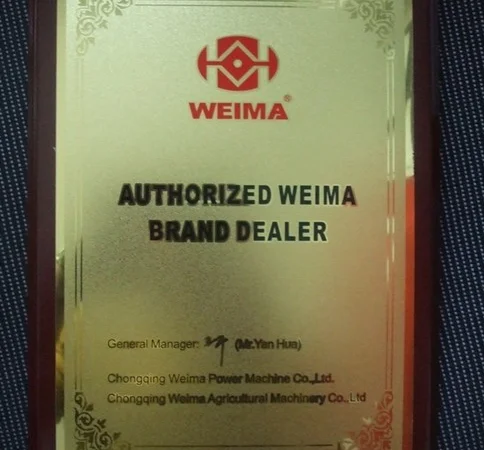 WEIMA®
AUTHORIZED WEIMA
BRAND DEALER
General Manager: (Mr.Yan Hua)
Chongqing Weima Power Machine Co.,Ltd.
Chongqing Weima Agricultural Machinery Co.,Ltd